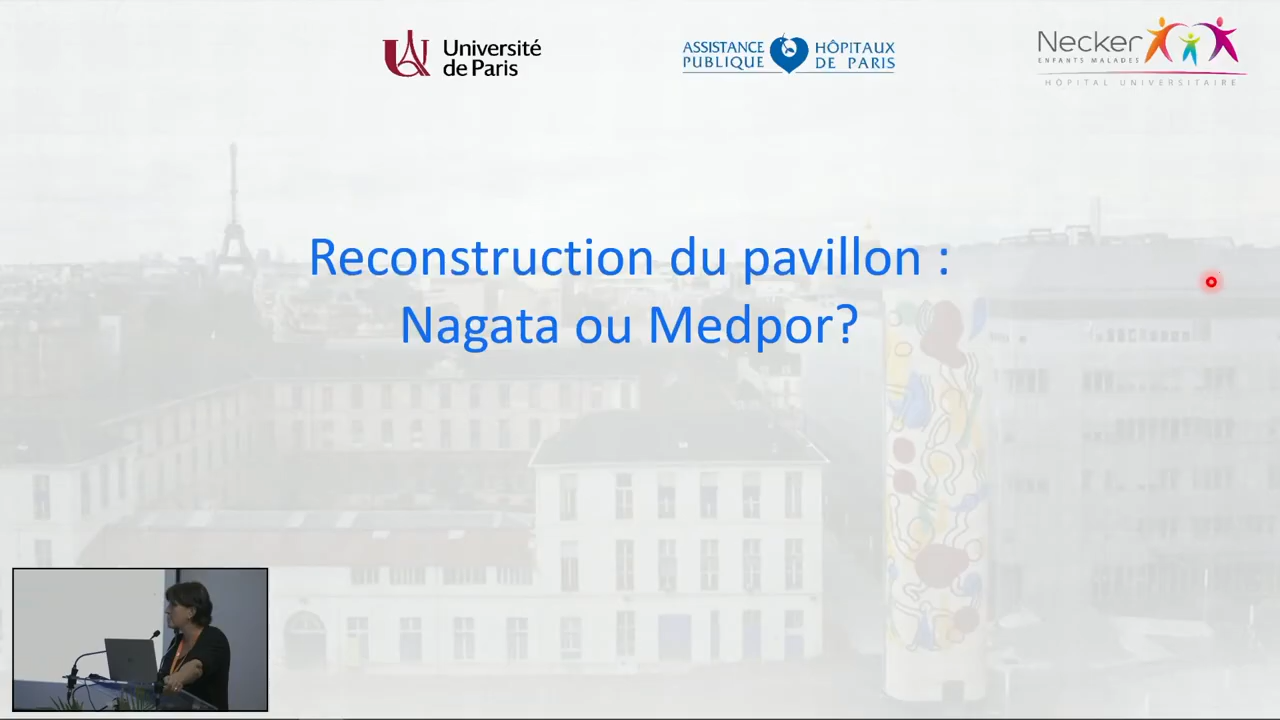 Université
de Paris
ASSISTANCE HÔPITAUX
PUBLIQUE DE PARIS
Necker
ENFANTS MALADES
HÔPITAL UNIVERSITAIRE
Reconstruction du pavillon :
Nagata ou Medpor?